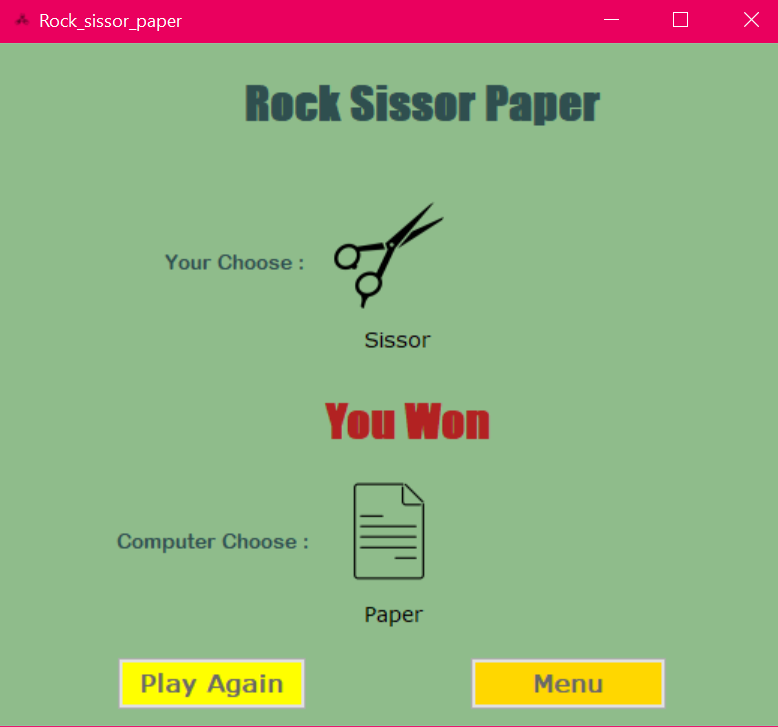 Rock_sissor_paper
Rock Sissor Paper
Your Choose :
Sissor
You Won
Computer Choose :
Paper
Play Again
Menu